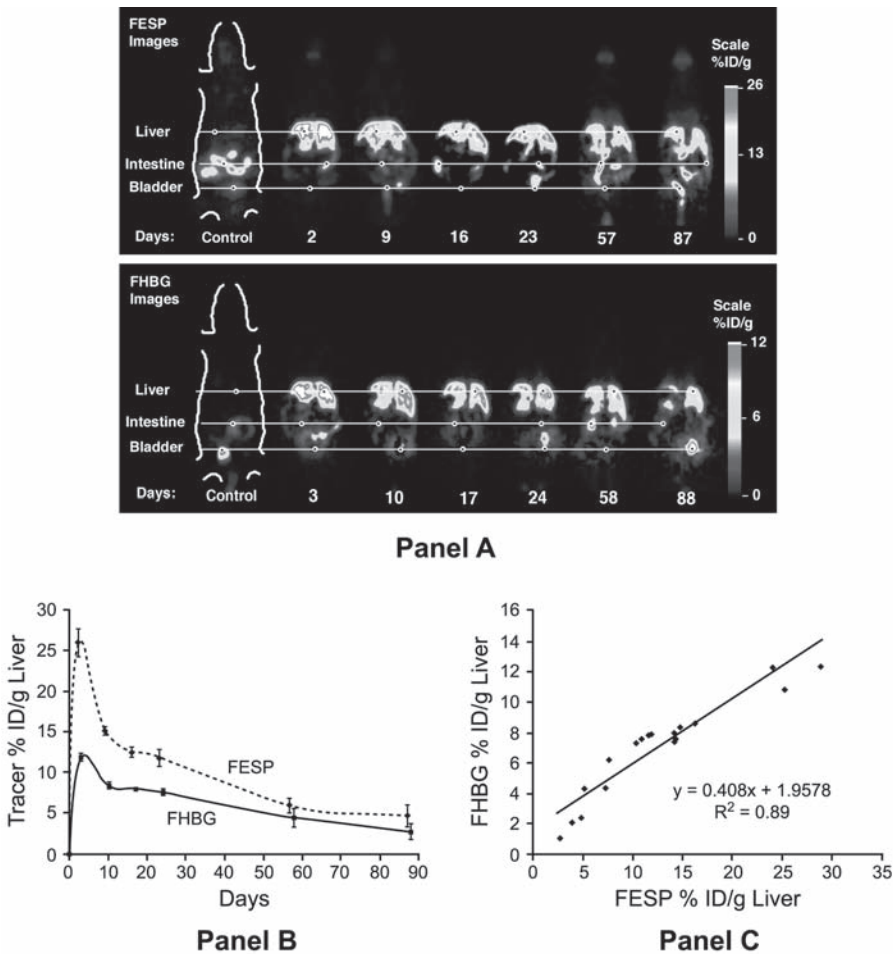 FESP
Images
Scale
%ID/g
26
Liver
13
Intestine
Bladder
0
Days: Control 2 9 16 23 57 87
FHBG
Images
Scale
%ID/g
12
Liver
6
Intestine
Bladder
0
Days: Control 3 10 17 24 58 88
Panel A
Tracer % ID/g Liver
30
25
20
15
10
5
0
FESP
FHBG
0 10 20 30 40 50 60 70 80 90
Days
Panel B
FHBG % ID/g Liver
16
14
12
10
8
6
4
2
0
y = 0.408x + 1.9578
R² = 0.89
0 5 10 15 20 25 30 35
FESP % ID/g Liver
Panel C